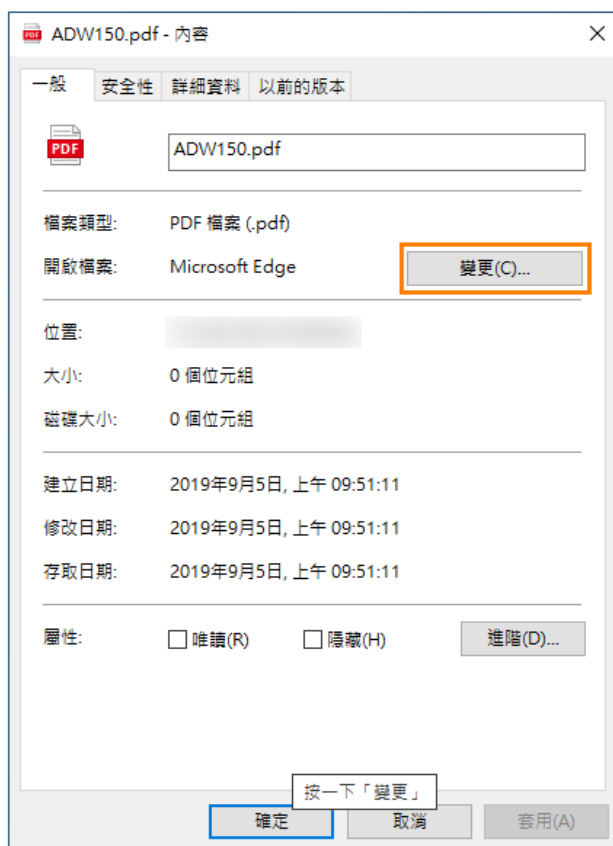 ADW150.pdf - 內容
一般 安全性 詳細資料 以前的版本
PDF ADW150.pdf
檔案類型: PDF 檔案 (.pdf)
開啟檔案: Microsoft Edge 變更(C)...
位置:
大小: 0 個位元組
磁碟大小: 0 個位元組
建立日期: 2019年9月5日, 上午 09:51:11
修改日期: 2019年9月5日, 上午 09:51:11
存取日期: 2019年9月5日, 上午 09:51:11
屬性: 唯讀(R) 隱藏(H) 進階(D)...
按一下「變更」
確定 取消 套用(A)